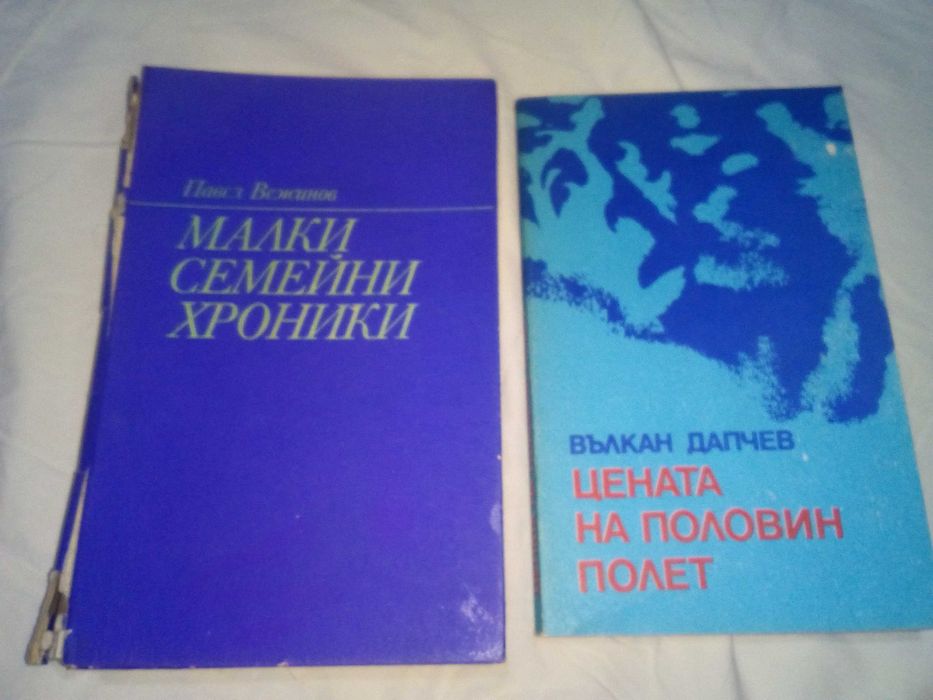 Павел Вежинов
МАЛКИ
СЕМЕЙНИ
ХРОНИКИ
ВЪЛКАН ДАПЧЕВ
ЦЕНАТА
НА ПОЛОВИН
ПОЛЕТ